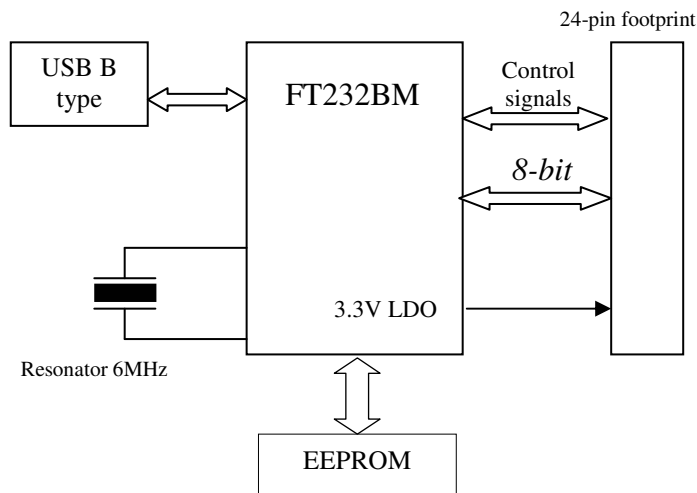 24-pin footprint
USB B
type
FT232BM
Control
signals
8-bit
3.3V LDO
Resonator 6MHz
EEPROM